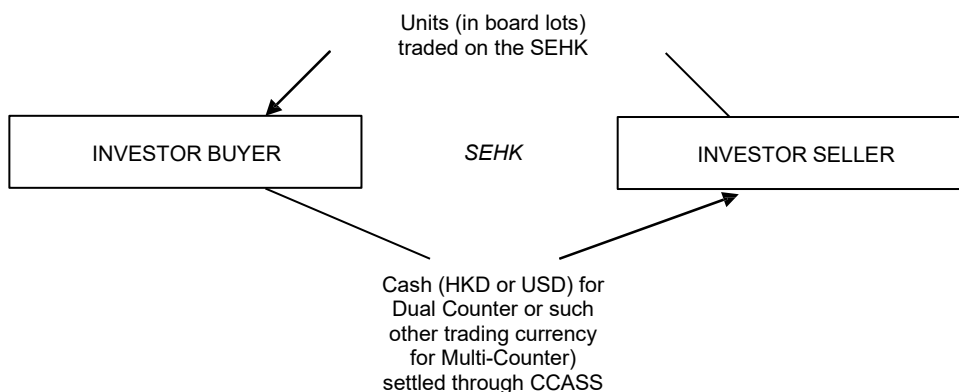 Units (in board lots)
traded on the SEHK
INVESTOR BUYER
SEHK
INVESTOR SELLER
Cash (HKD or USD) for
Dual Counter or such
other trading currency
for Multi-Counter)
settled through CCASS